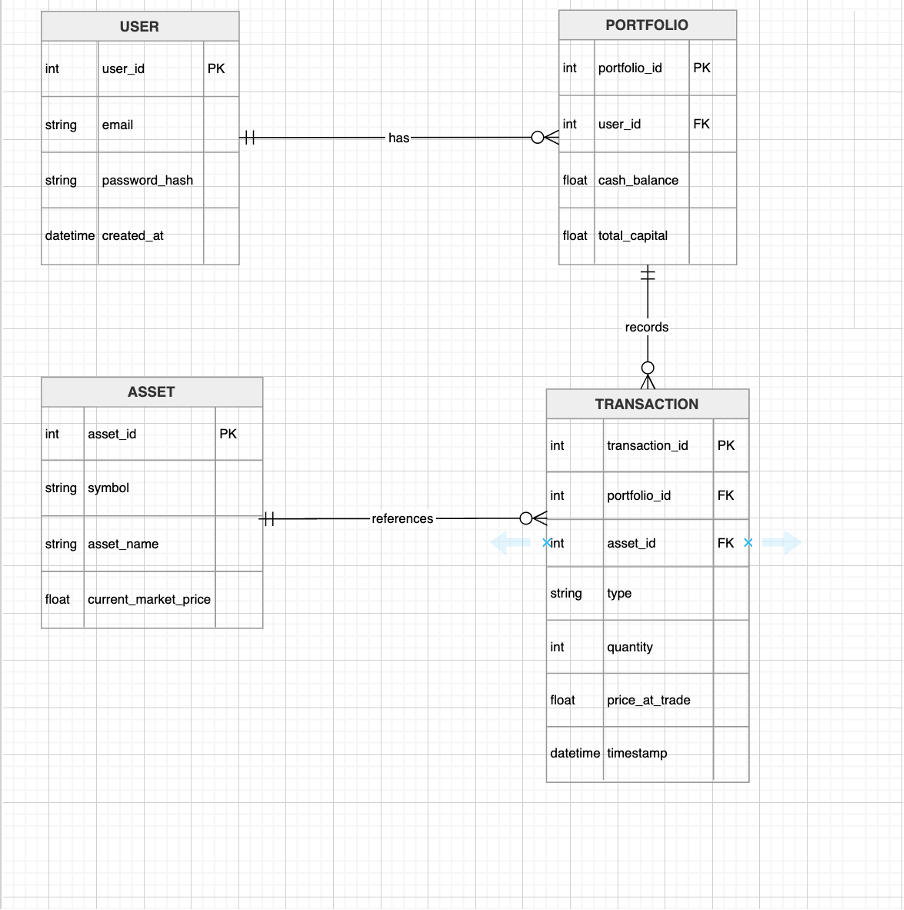 USER
int user_id PK
string email
string password_hash
datetime created_at
has
PORTFOLIO
int portfolio_id PK
int user_id FK
float cash_balance
float total_capital
records
ASSET
int asset_id PK
string symbol
string asset_name
float current_market_price
references
TRANSACTION
int transaction_id PK
int portfolio_id FK
int asset_id FK
string type
int quantity
float price_at_trade
datetime timestamp